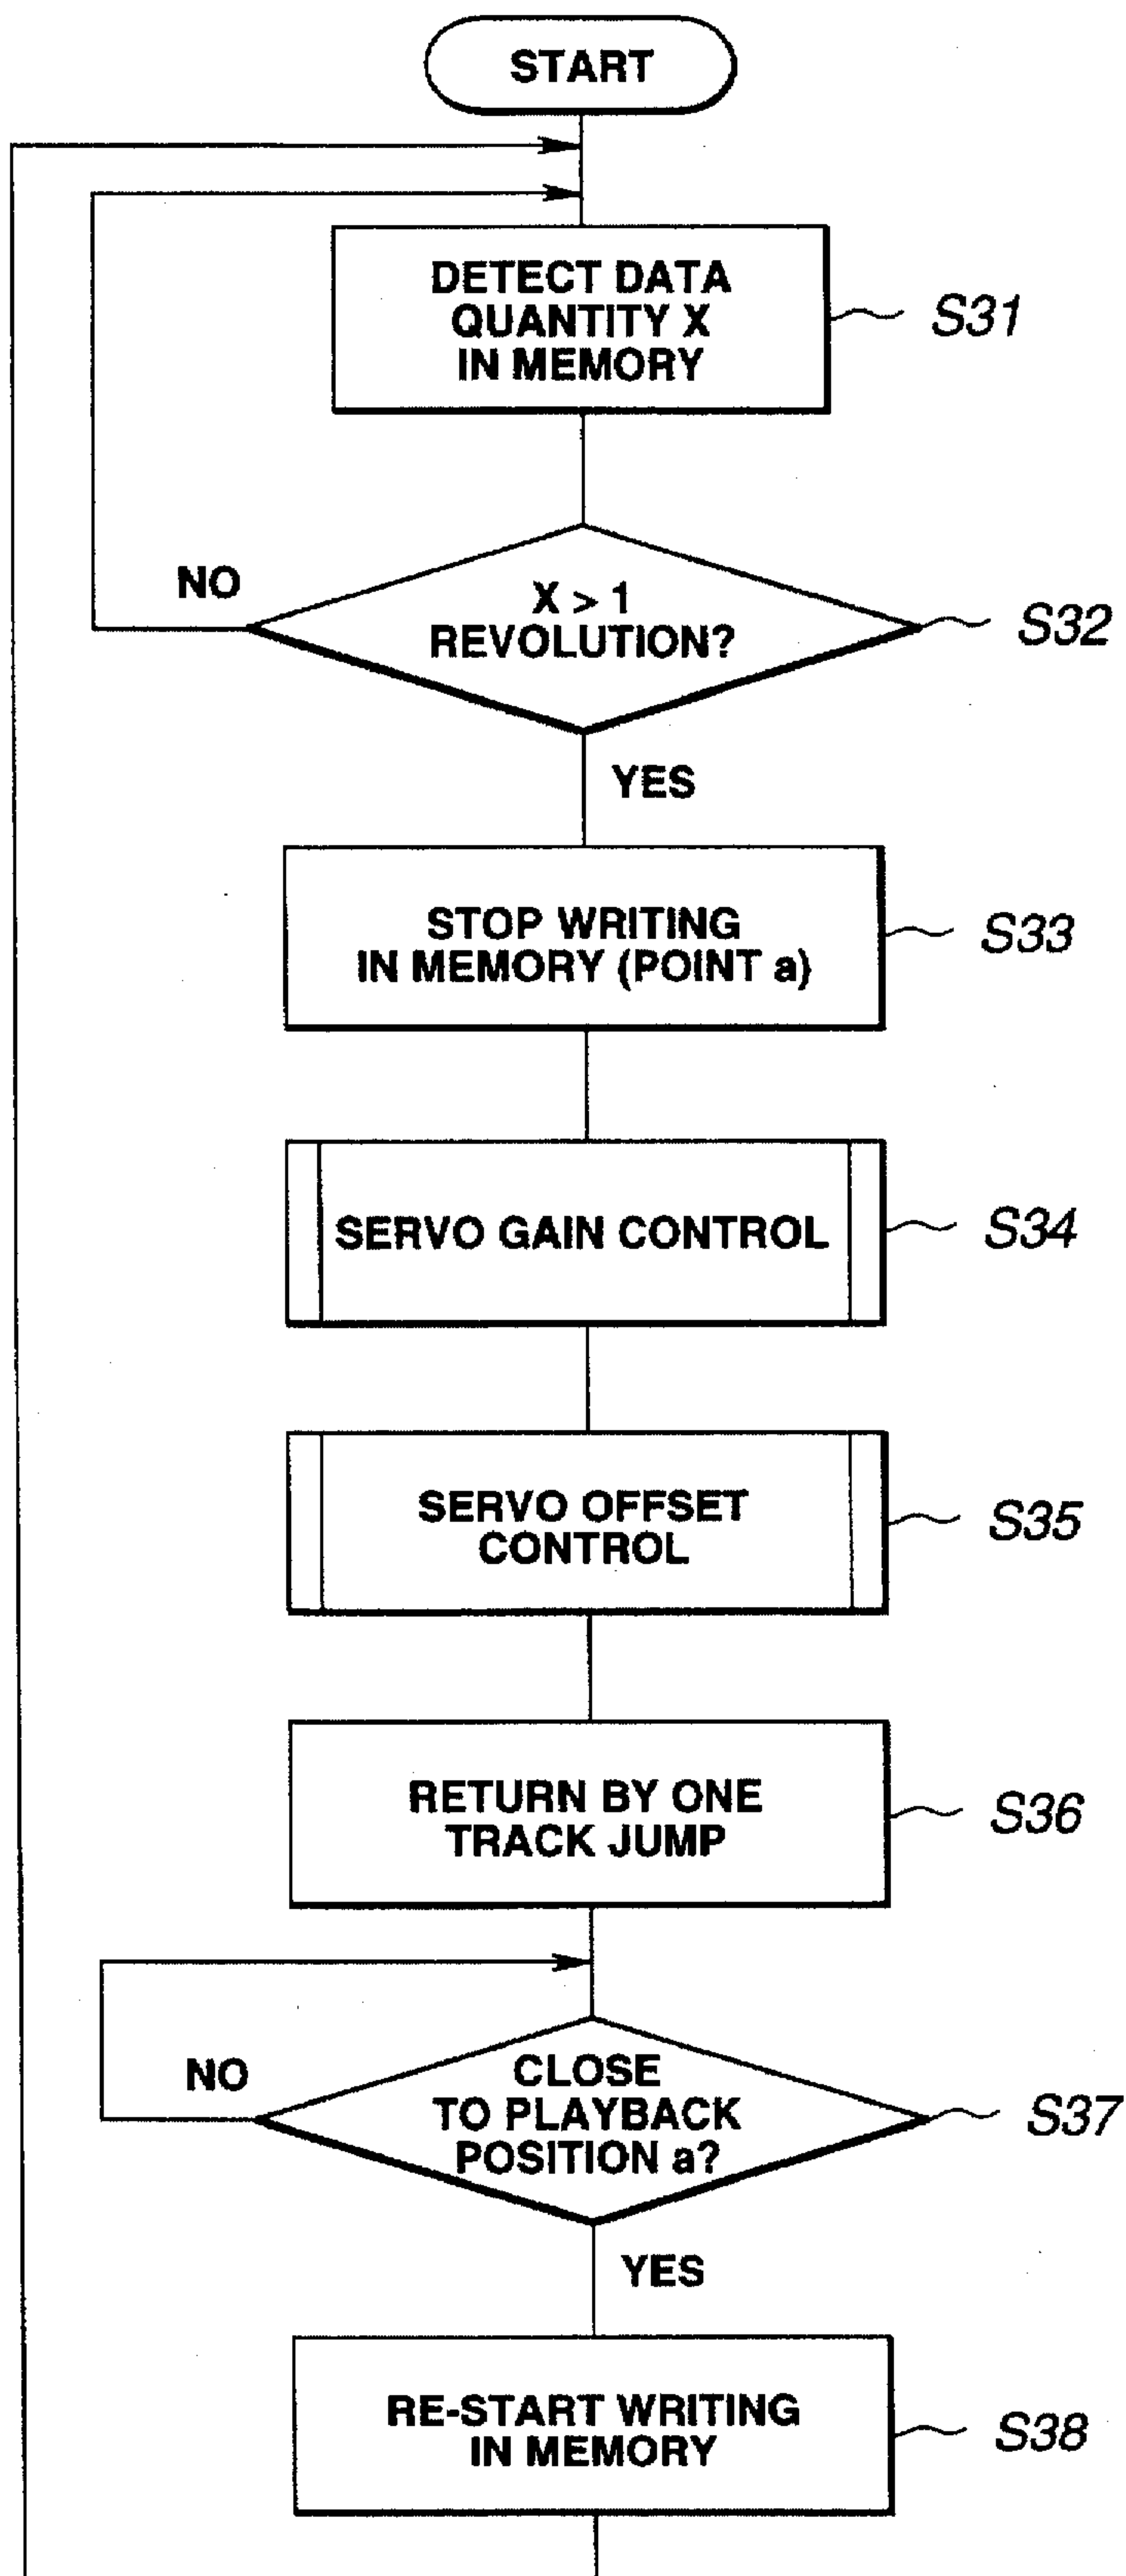 START
DETECT DATA
QUANTITY X
IN MEMORY
S31
NO
X > 1
REVOLUTION?
S32
YES
STOP WRITING
IN MEMORY (POINT a)
S33
SERVO GAIN CONTROL
S34
SERVO OFFSET
CONTROL
S35
RETURN BY ONE
TRACK JUMP
S36
NO
CLOSE
TO PLAYBACK
POSITION a?
S37
YES
RE-START WRITING
IN MEMORY
S38